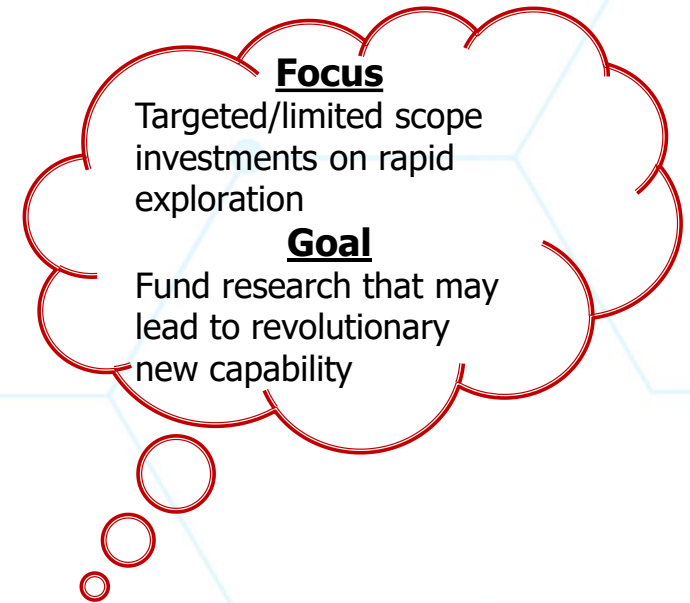 Focus
Targeted/limited scope
investments on rapid
exploration
Goal
Fund research that may
lead to revolutionary
new capability